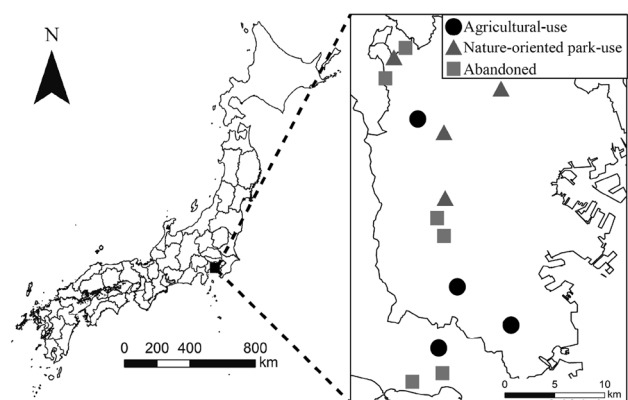 N
Agricultural-use
Nature-oriented park-use
Abandoned
0 200 400 800
km
0 5 10
km